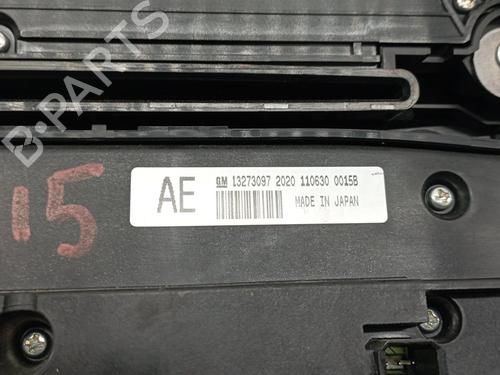 B-PARTS
15
AE
GM 13273097 2020 110630 0015B
MADE IN JAPAN